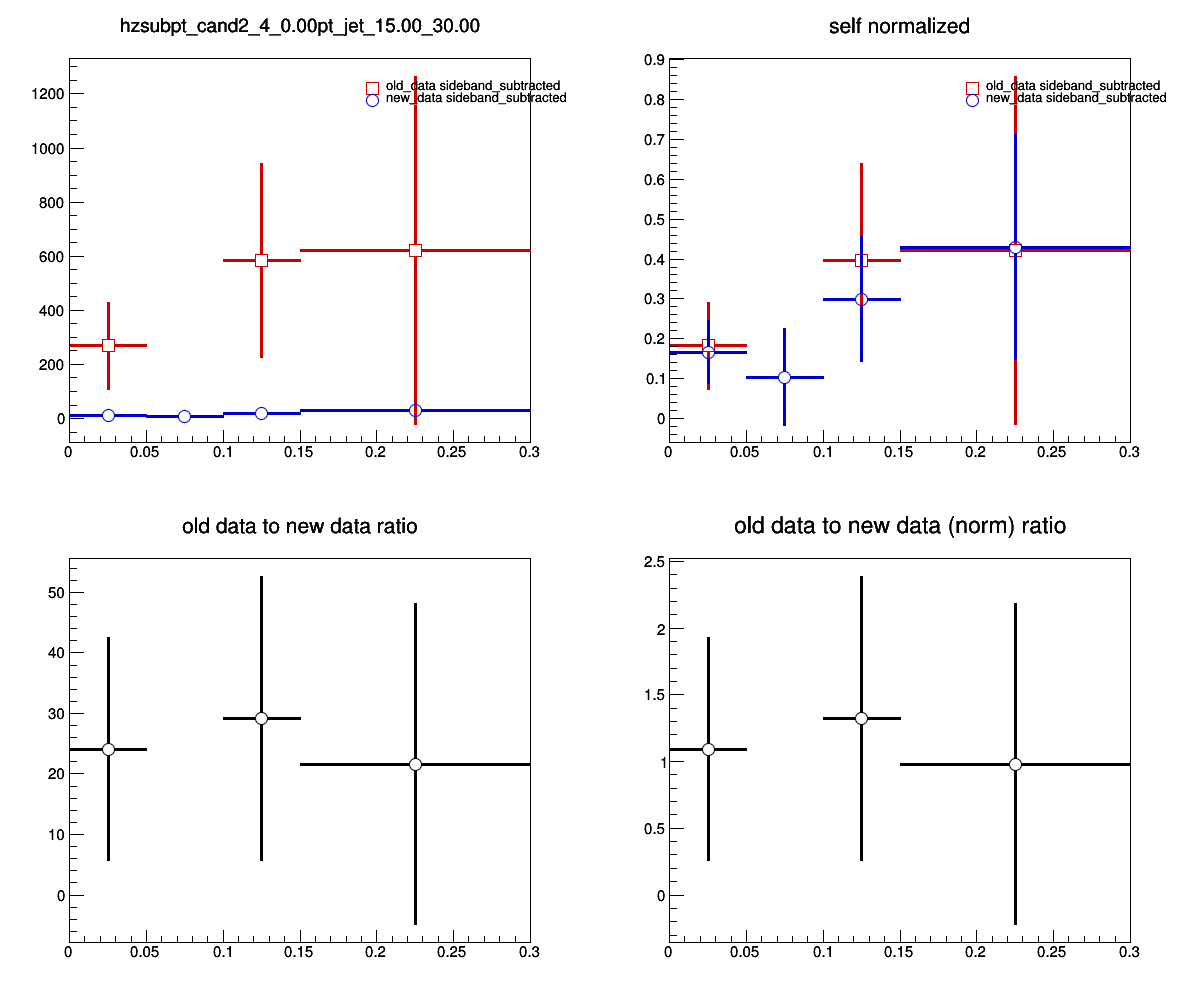 hzsubpt_cand2_4_0.00pt_jet_15.00_30.00
old_data sideband_subtracted
new_data sideband_subtracted
1200
1000
800
600
400
200
0
0 0.05 0.1 0.15 0.2 0.25 0.3
self normalized
old_data sideband_subtracted
new_data sideband_subtracted
0.9
0.8
0.7
0.6
0.5
0.4
0.3
0.2
0.1
0
0 0.05 0.1 0.15 0.2 0.25 0.3
old data to new data ratio
50
40
30
20
10
0
0 0.05 0.1 0.15 0.2 0.25 0.3
old data to new data (norm) ratio
2.5
2
1.5
1
0.5
0
0 0.05 0.1 0.15 0.2 0.25 0.3